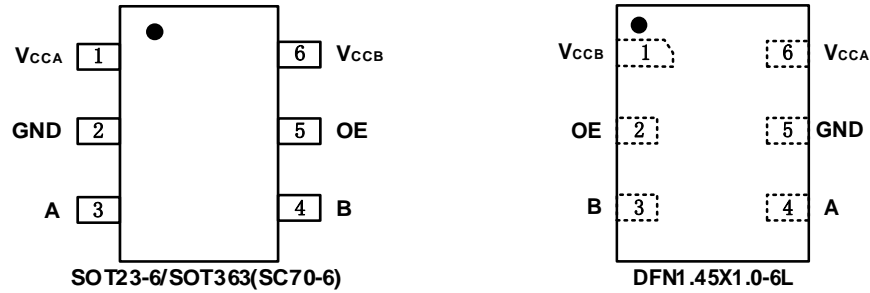 VCCA 1 6 VCCB
GND 2 5 OE
A 3 4 B
SOT23-6/SOT363(SC70-6)
VCCB 1 6 VCCA
OE 2 5 GND
B 3 4 A
DFN1.45X1.0-6L